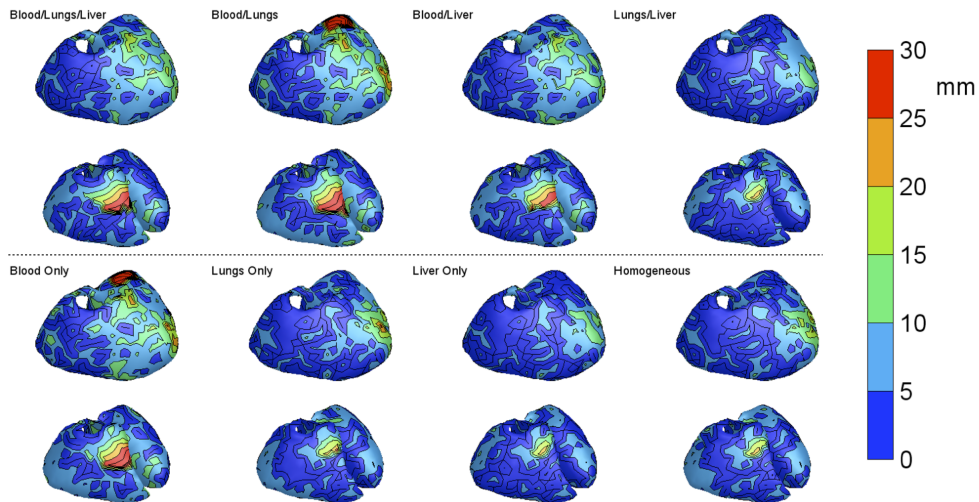 Blood/Lungs/Liver
Blood/Lungs
Blood/Liver
Lungs/Liver
30
mm
25
20
15
10
5
0
Blood Only
Lungs Only
Liver Only
Homogeneous